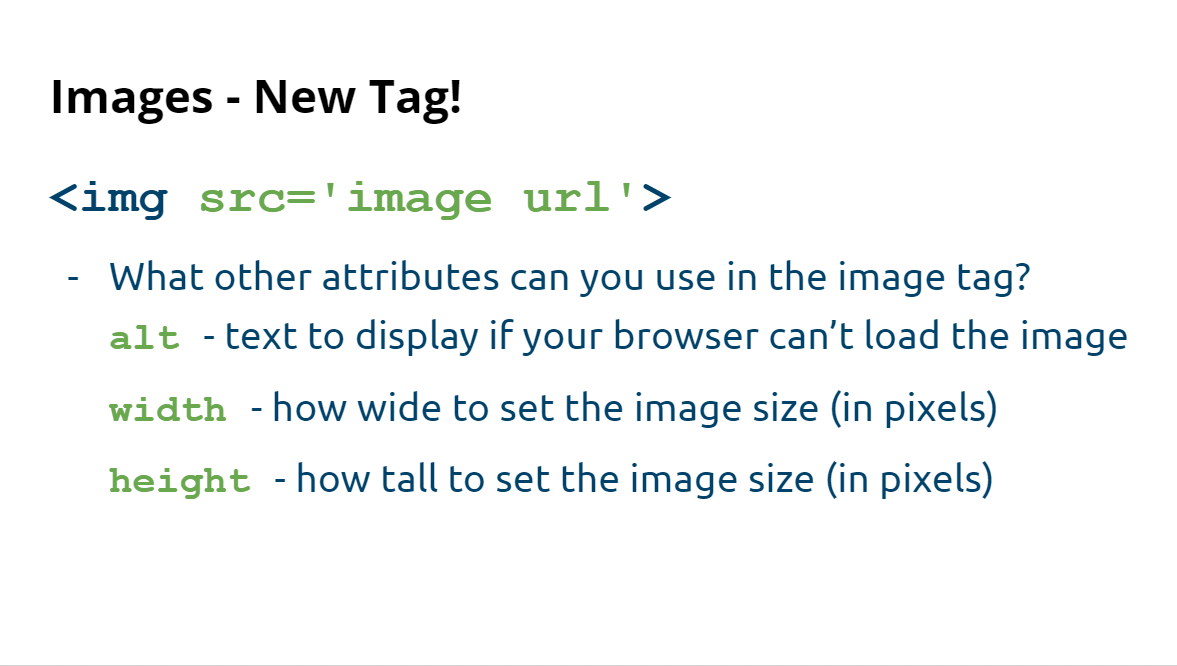 Images - New Tag!
<img src='image url'>
- What other attributes can you use in the image tag?
alt - text to display if your browser can’t load the image
width - how wide to set the image size (in pixels)
height - how tall to set the image size (in pixels)